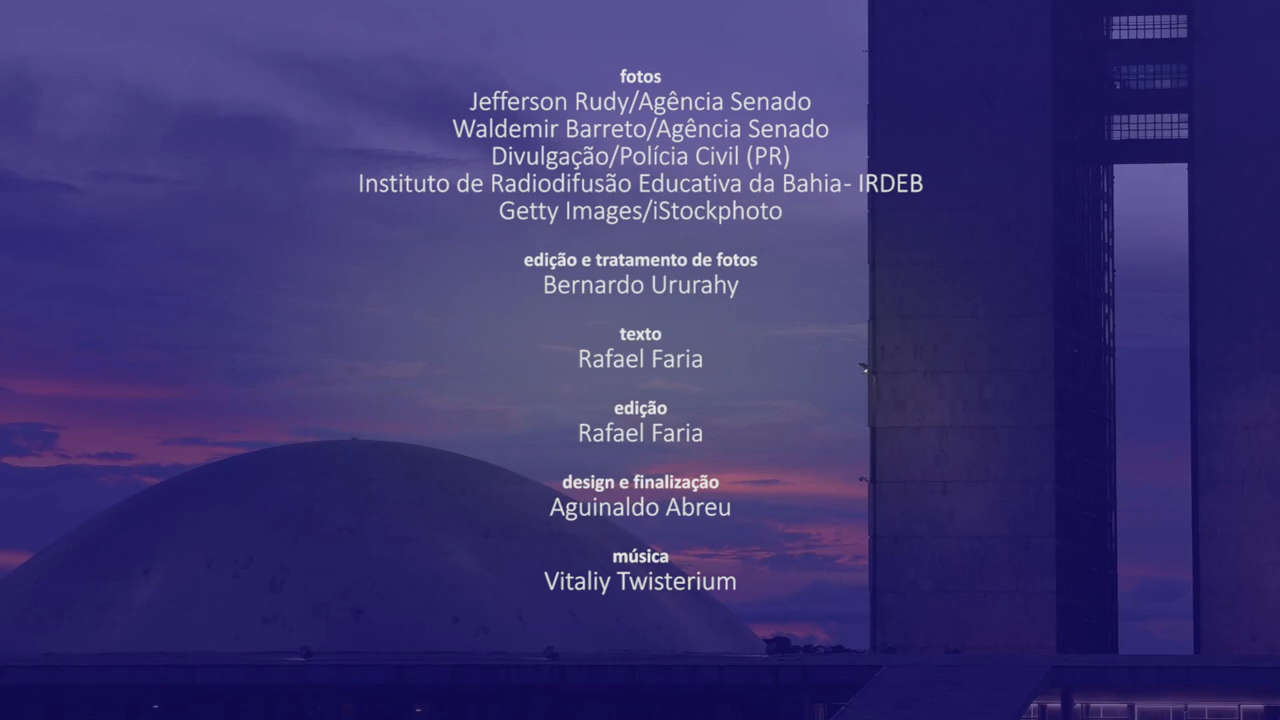 fotos
Jefferson Rudy/Agência Senado
Waldemir Barreto/Agência Senado
Divulgação/Polícia Civil (PR)
Instituto de Radiodifusão Educativa da Bahia- IRDEB
Getty Images/iStockphoto
edição e tratamento de fotos
Bernardo Ururahy
texto
Rafael Faria
edição
Rafael Faria
design e finalização
Aguinaldo Abreu
música
Vitaliy Twisterium